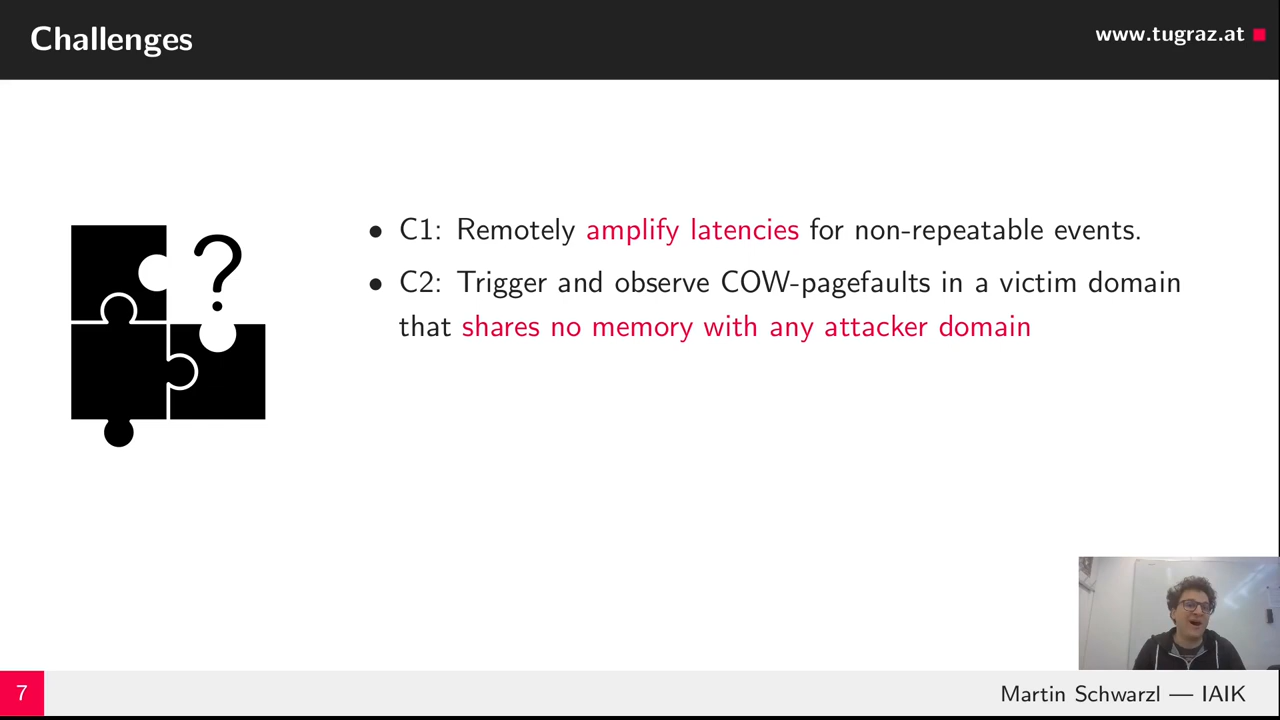 Challenges
www.tugraz.at
?
• C1: Remotely amplify latencies for non-repeatable events.
• C2: Trigger and observe COW-pagefaults in a victim domain
that shares no memory with any attacker domain
7
Martin Schwarzl — IAIK